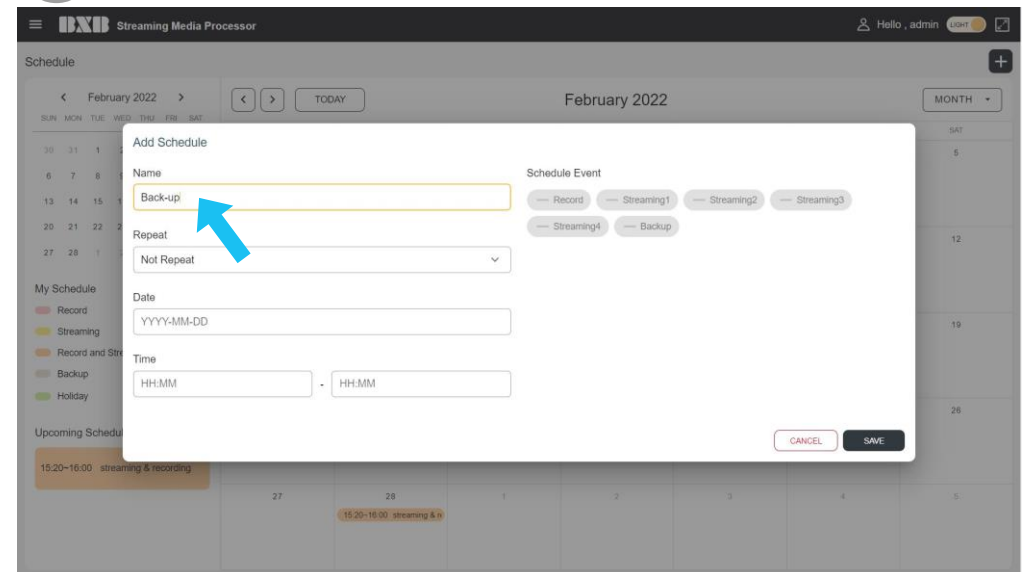 BXB Streaming Media Processor
Hello , admin
LIGHT
Schedule
February 2022
SUN MON TUE WED THU FRI SAT
30 31 1
6 7 8
13 14 15
20 21 22
27 28 1
My Schedule
Record
Streaming
Record and Stre
Backup
Holiday
Upcoming Schedul
15:20~16:00 streaming & recording
TODAY
February 2022
MONTH
SAT
5
12
19
26
27 28 1 2 3 4 5
15:20~16:00 streaming & r
Add Schedule
Name
Back-up
Repeat
Not Repeat
Date
YYYY-MM-DD
Time
HH:MM - HH:MM
Schedule Event
— Record — Streaming1 — Streaming2 — Streaming3
— Streaming4 — Backup
CANCEL SAVE